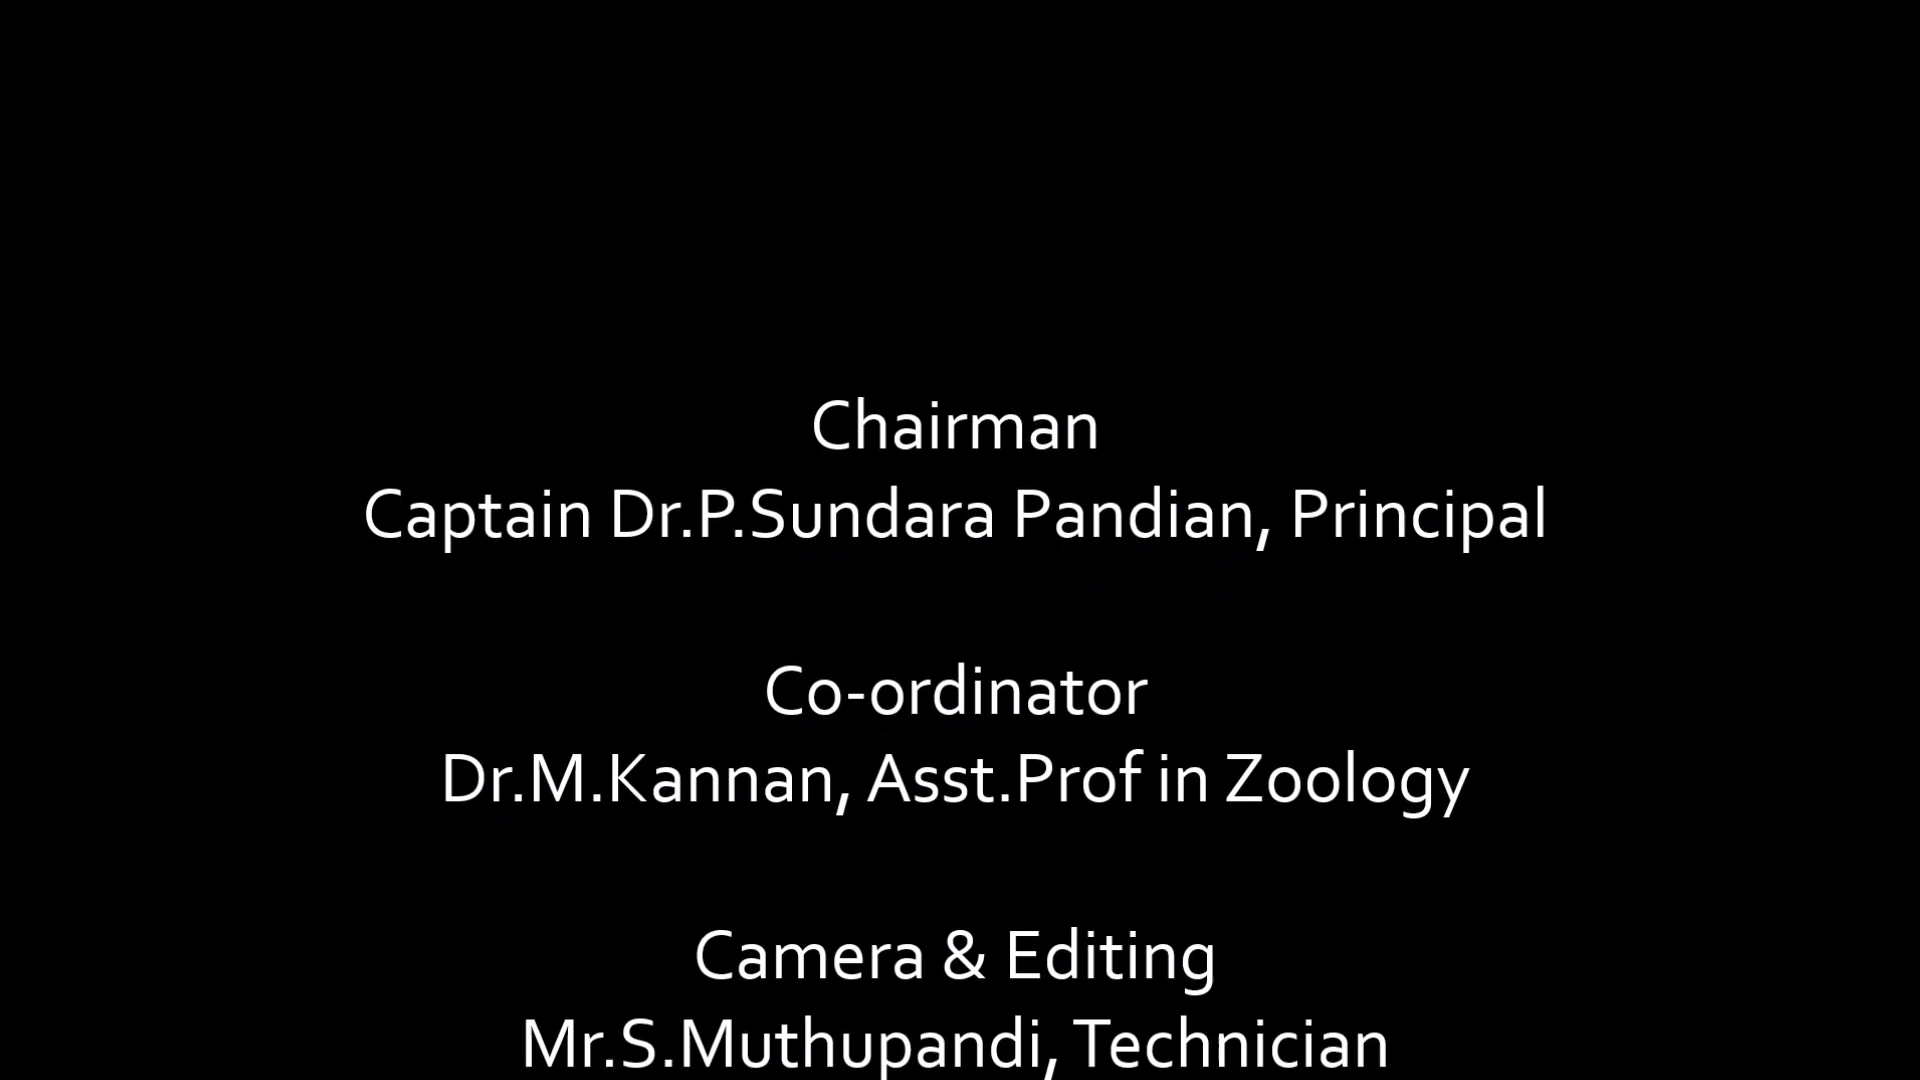 Chairman
Captain Dr.P.Sundara Pandian, Principal
Co-ordinator
Dr.M.Kannan, Asst.Prof in Zoology
Camera & Editing
Mr.S.Muthupandi, Technician